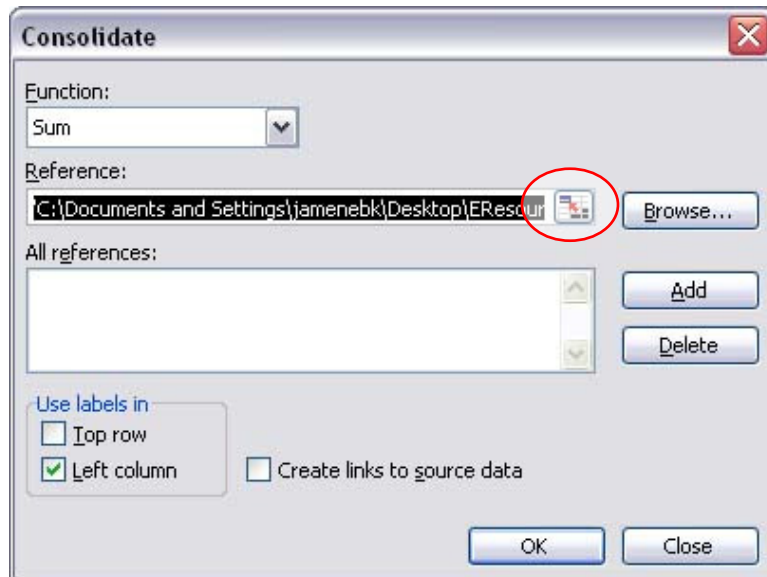 Consolidate
Function:
Sum
Reference:
'C:\Documents and Settings\jamenebk\Desktop\EResour
Browse...
All references:
Add
Delete
Use labels in
Top row
Left column
Create links to source data
OK
Close